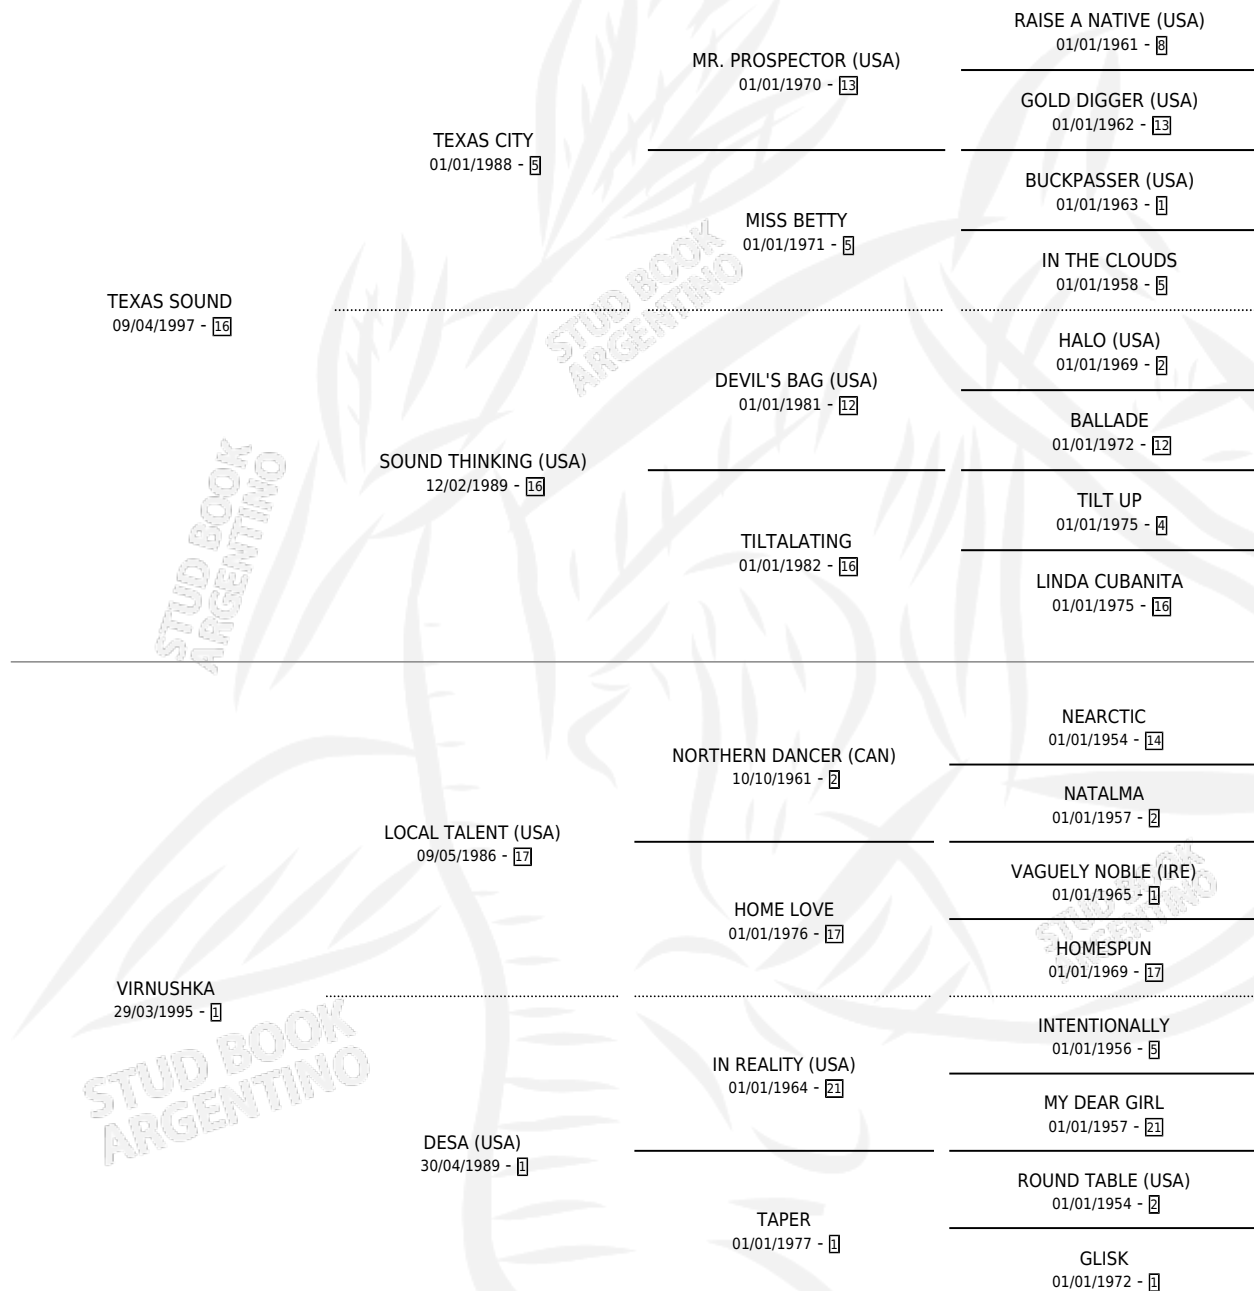 RAISE A NATIVE (USA)
01/01/1961 - 8
MR. PROSPECTOR (USA)
01/01/1970 - 13
GOLD DIGGER (USA)
01/01/1962 - 13
TEXAS CITY
01/01/1988 - 5
BUCKPASSER (USA)
01/01/1963 - 1
MISS BETTY
01/01/1971 - 5
IN THE CLOUDS
01/01/1958 - 5
TEXAS SOUND
09/04/1997 - 16
HALO (USA)
01/01/1969 - 2
DEVIL'S BAG (USA)
01/01/1981 - 12
BALLADE
01/01/1972 - 12
SOUND THINKING (USA)
12/02/1989 - 16
TILT UP
01/01/1975 - 4
TILTALATING
01/01/1982 - 16
LINDA CUBANITA
01/01/1975 - 16
NEARCTIC
01/01/1954 - 14
NORTHERN DANCER (CAN)
10/10/1961 - 2
NATALMA
01/01/1957 - 2
LOCAL TALENT (USA)
09/05/1986 - 17
VAGUELY NOBLE (IRE)
01/01/1965 - 1
HOME LOVE
01/01/1976 - 17
HOMESPUN
01/01/1969 - 17
VIRNUSHKA
29/03/1995 - 1
INTENTIONALLY
01/01/1956 - 5
IN REALITY (USA)
01/01/1964 - 21
MY DEAR GIRL
01/01/1957 - 21
DESA (USA)
30/04/1989 - 1
ROUND TABLE (USA)
01/01/1954 - 2
TAPER
01/01/1977 - 1
GLISK
01/01/1972 - 1
STUD BOOK
ARGENTINO
STUD BOOK
ARGENTINO
STUD BOOK
ARGENTINO
STUD BOOK
ARGENTINO